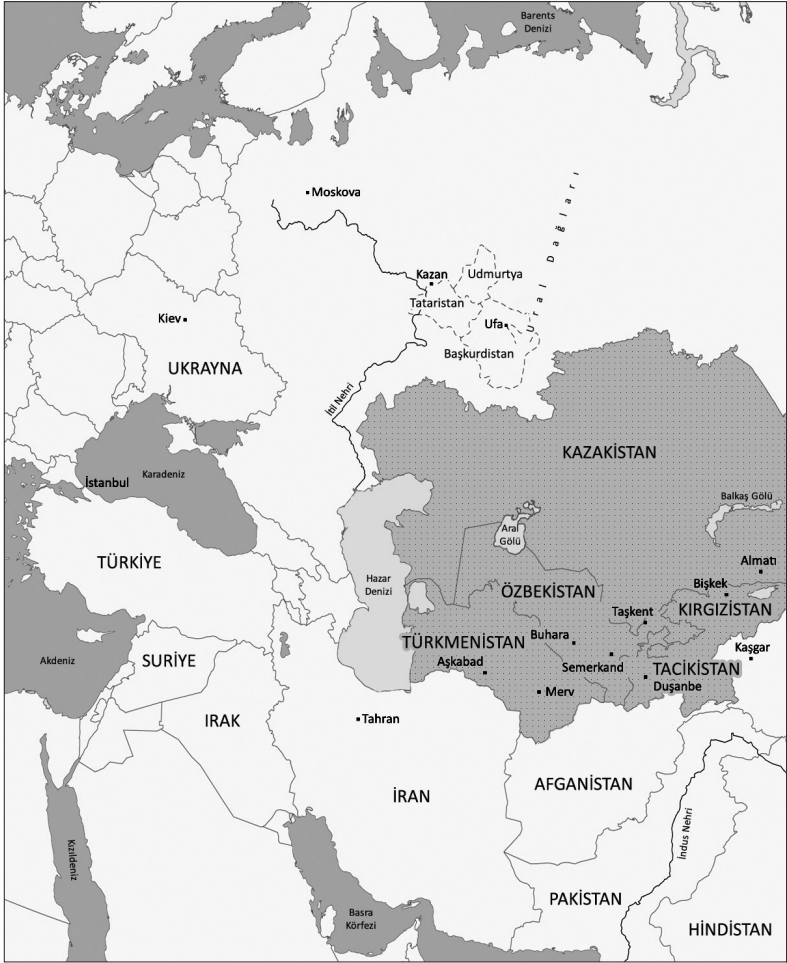 Barents
Denizi
Moskova
Ural Dağları
Kazan
Udmurtya
Tataristan
Kiev
Ufa
Başkurdistan
UKRAYNA
İtil Nehri
KAZAKİSTAN
İstanbul
Karadeniz
Balkaş Gölü
Aral
Gölü
TÜRKİYE
Almatı
Hazar
Denizi
Bişkek
ÖZBEKİSTAN
Taşkent
KIRGIZİSTAN
TÜRKMENİSTAN
Buhara
Kaşgar
Akdeniz
SURİYE
Aşkabad
Semerkand
TACİKİSTAN
Duşanbe
Merv
IRAK
Tahran
AFGANİSTAN
İRAN
İndus Nehri
Kızıldeniz
PAKİSTAN
Basra
Körfezi
HİNDİSTAN